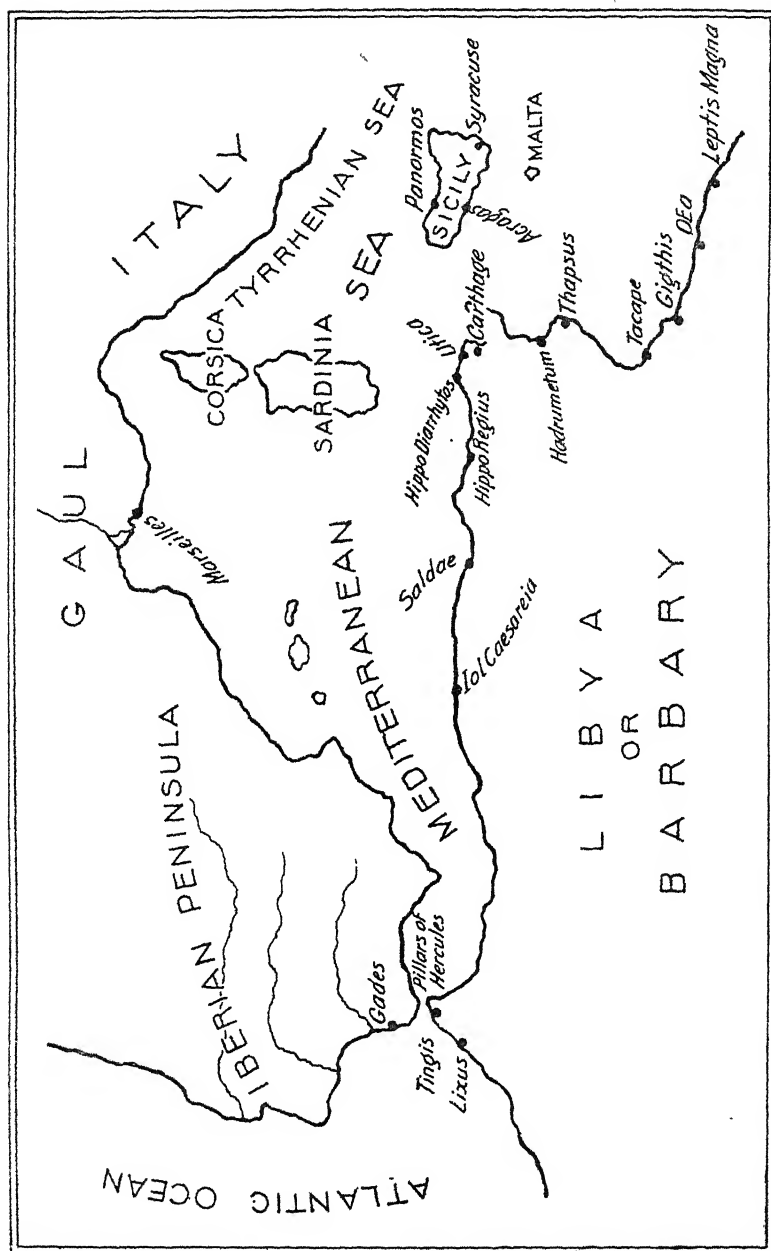 ATLANTIC OCEAN
IBERIAN PENINSULA
GAUL
ITALY
Marseilles
CORSICA
TYRRHENIAN SEA
SARDINIA
MEDITERRANEAN
SEA
Panormos
SICILY
Syracuse
Acragas
MALTA
Gades
Pillars of
Hercules
Tingis
Lixus
Iol Caesareia
Saldae
Hippo Regius
Hippo Diarrhytos
Utica
Carthage
Hadrumetum
Thapsus
Tacape
Gigthis
OEa
Leptis Magna
LIBYA
OR
BARBARY